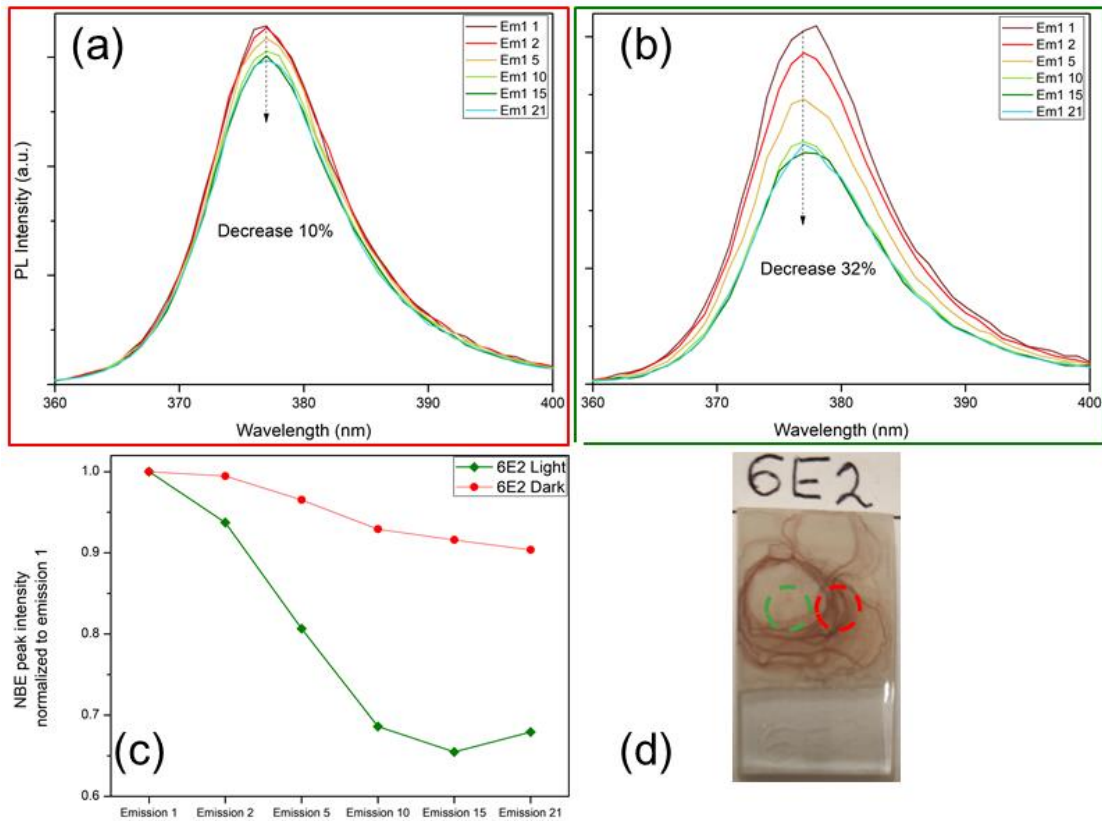 (a)
Em1 1
Em1 2
Em1 5
Em1 10
Em1 15
Em1 21
Decrease 10%
PL Intensity (a.u.)
360 370 380 390 400
Wavelength (nm)
(b)
Em1 1
Em1 2
Em1 5
Em1 10
Em1 15
Em1 21
Decrease 32%
360 370 380 390 400
Wavelength (nm)
6E2 Light
6E2 Dark
1.0
0.9
0.8
0.7
0.6
NBE peak intensity
normalized to emission 1
(c)
Emission 1 Emission 2 Emission 5 Emission 10 Emission 15 Emission 21
6E2
(d)